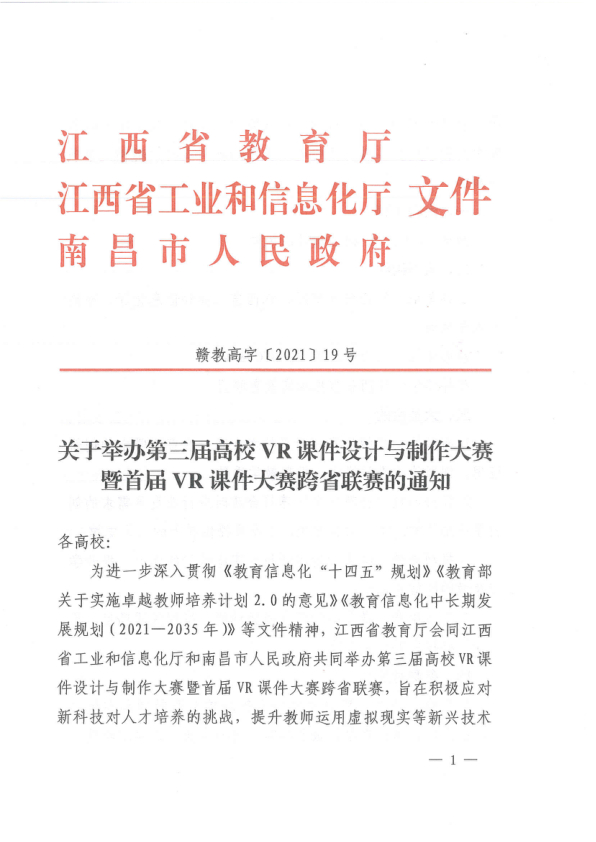 江西省教育厅
江西省工业和信息化厅 文件
南昌市人民政府
赣教高字〔2021〕19号
关于举办第三届高校VR课件设计与制作大赛
暨首届VR课件大赛跨省联赛的通知
各高校：
为进一步深入贯彻《教育信息化“十四五”规划》《教育部
关于实施卓越教师培养计划2.0的意见》《教育信息化中长期发
展规划（2021—2035年）》等文件精神，江西省教育厅会同江西
省工业和信息化厅和南昌市人民政府共同举办第三届高校VR课
件设计与制作大赛暨首届VR课件大赛跨省联赛，旨在积极应对
新科技对人才培养的挑战，提升教师运用虚拟现实等新兴技术
— 1 —